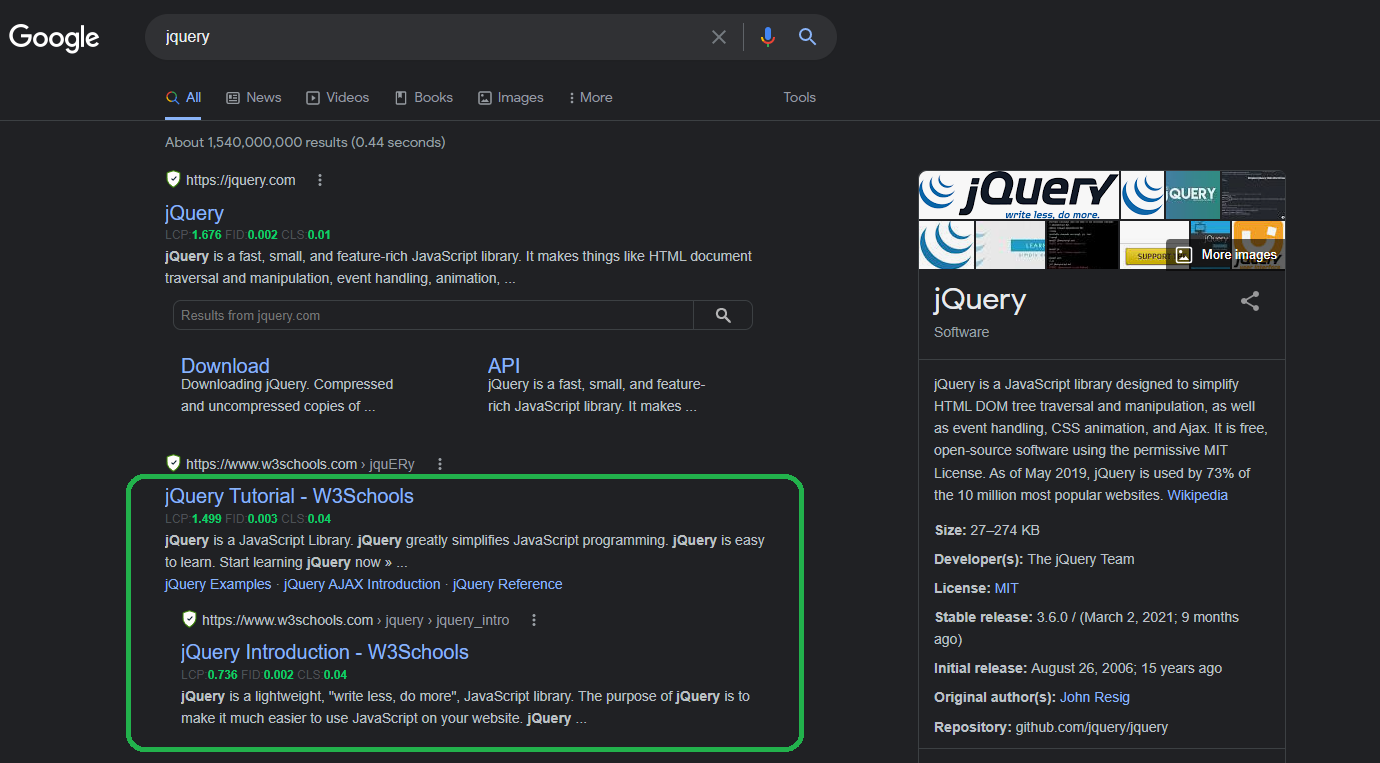 Google
jquery
All
News
Videos
Books
Images
More
Tools
About 1,540,000,000 results (0.44 seconds)
https://jquery.com
jQuery
LCP:1.676 FID:0.002 CLS:0.01
jQuery is a fast, small, and feature-rich JavaScript library. It makes things like HTML document
traversal and manipulation, event handling, animation, ...
Results from jquery.com
Download
Downloading jQuery. Compressed
and uncompressed copies of ...
API
jQuery is a fast, small, and feature-
rich JavaScript library. It makes ...
https://www.w3schools.com › jquERy
jQuery Tutorial - W3Schools
LCP:1.499 FID:0.003 CLS:0.04
jQuery is a JavaScript Library. jQuery greatly simplifies JavaScript programming. jQuery is easy
to learn. Start learning jQuery now » ...
jQuery Examples · jQuery AJAX Introduction · jQuery Reference
https://www.w3schools.com › jquery › jquery_intro
jQuery Introduction - W3Schools
LCP:0.736 FID:0.002 CLS:0.04
jQuery is a lightweight, "write less, do more", JavaScript library. The purpose of jQuery is to
make it much easier to use JavaScript on your website. jQuery ...
jQuery
write less, do more.
jQUERY
LEARN
SUPPORT
More images
jQuery
Software
jQuery is a JavaScript library designed to simplify
HTML DOM tree traversal and manipulation, as well
as event handling, CSS animation, and Ajax. It is free,
open-source software using the permissive MIT
License. As of May 2019, jQuery is used by 73% of
the 10 million most popular websites. Wikipedia
Size: 27–274 KB
Developer(s): The jQuery Team
License: MIT
Stable release: 3.6.0 / (March 2, 2021; 9 months
ago)
Initial release: August 26, 2006; 15 years ago
Original author(s): John Resig
Repository: github.com/jquery/jquery